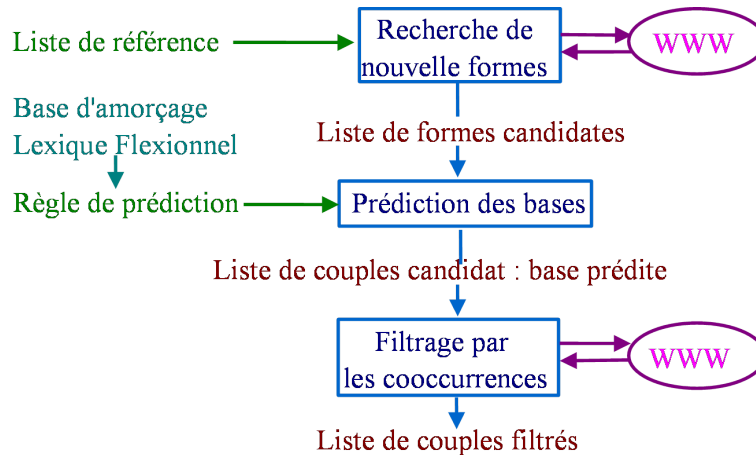 Liste de référence
Recherche de
nouvelle formes
WWW
Base d'amorçage
Lexique Flexionnel
Liste de formes candidates
Règle de prédiction
Prédiction des bases
Liste de couples candidat : base prédite
Filtrage par
les cooccurrences
WWW
Liste de couples filtrés